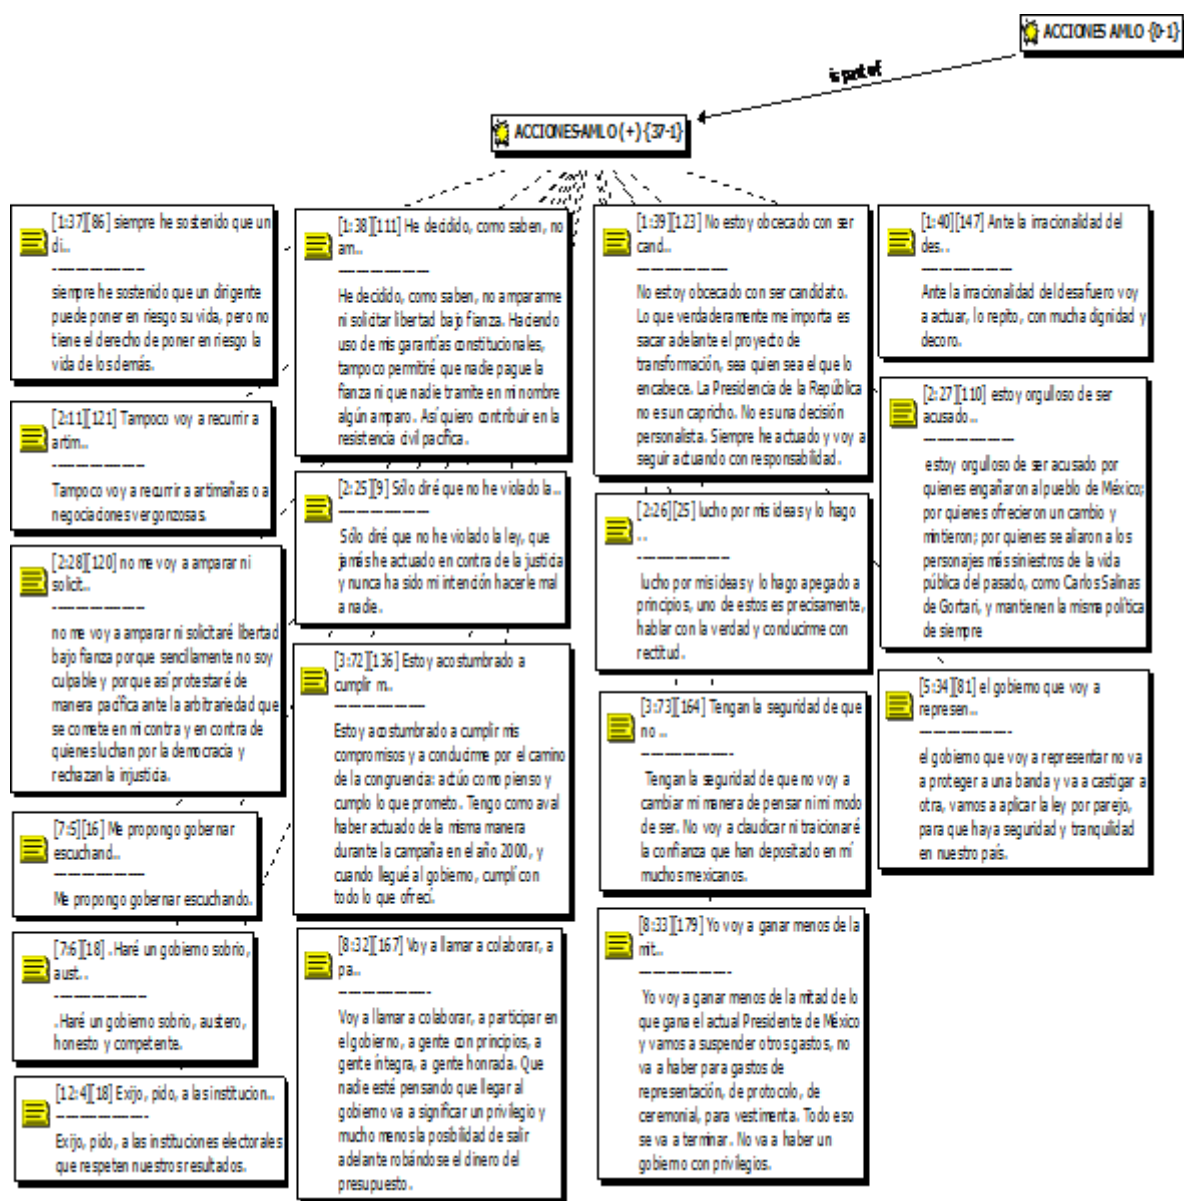 ACCIONES AMLO {0-1}
is part of
ACCIONES-AMLO (+) {37-1}
[1:37][86] siempre he sostenido que un
di...
siempre he sostenido que un dirigente
puede poner en riesgo su vida, pero no
tiene el derecho de poner en riesgo la
vida de los demás.
[2:11][121] Tampoco voy a recurrir a
artim...
Tampoco voy a recurrir a artimañas o a
negociaciones vergonzosas.
[2:28][120] no me voy a amparar ni
solicit...
no me voy a amparar ni solicitaré libertad
bajo fianza porque sencillamente no soy
culpable y porque así protestaré de
manera pacífica ante la arbitrariedad que
se comete en mi contra y en contra de
quienes luchan por la democracia y
rechazan la injusticia.
[7:5][16] Me propongo gobernar
escuchand...
Me propongo gobernar escuchando.
[7:6][18] .Haré un gobierno sobrio,
aust...
.Haré un gobierno sobrio, austero,
honesto y competente.
[12:4][18] Exijo, pido, a las institucion...
Exijo, pido, a las instituciones electorales
que respeten nuestros resultados.
[1:38][111] He decidido, como saben, no
am...
He decidido, como saben, no ampararme
ni solicitar libertad bajo fianza. Haciendo
uso de mis garantías constitucionales,
tampoco permitiré que nadie pague la
fianza ni que nadie tramite en mi nombre
algún amparo. Así quiero contribuir en la
resistencia civil pacífica.
[2:25][9] Sólo diré que no he violado la...
Sólo diré que no he violado la ley, que
jamás he actuado en contra de la justicia
y nunca ha sido mi intención hacerle mal
a nadie.
[3:72][136] Estoy acostumbrado a
cumplir m...
Estoy acostumbrado a cumplir mis
compromisos y a conducirme por el camino
de la congruencia: actúo como pienso y
cumplo lo que prometo. Tengo como aval
haber actuado de la misma manera
durante la campaña en el año 2000, y
cuando llegué al gobierno, cumplí con
todo lo que ofrecí.
[8:32][167] Voy a llamar a colaborar, a
pa...
Voy a llamar a colaborar, a participar en
el gobierno, a gente con principios, a
gente íntegra, a gente honrada. Que
nadie esté pensando que llegar al
gobierno va a significar un privilegio y
mucho menos la posibilidad de salir
adelante robándose el dinero del
presupuesto.
[1:39][123] No estoy obcecado con ser
cand...
No estoy obcecado con ser candidato.
Lo que verdaderamente me importa es
sacar adelante el proyecto de
transformación, sea quien sea el que lo
encabece. La Presidencia de la República
no es un capricho. No es una decisión
personalista. Siempre he actuado y voy a
seguir actuando con responsabilidad.
[2:26][25] lucho por mis ideas y lo hago
...
lucho por mis ideas y lo hago apegado a
principios, uno de estos es precisamente,
hablar con la verdad y conducirme con
rectitud.
[3:73][164] Tengan la seguridad de que
no ...
Tengan la seguridad de que no voy a
cambiar mi manera de pensar ni mi modo
de ser. No voy a claudicar ni traicionaré
la confianza que han depositado en mí
muchos mexicanos.
[8:33][179] Yo voy a ganar menos de la
mit...
Yo voy a ganar menos de la mitad de lo
que gana el actual Presidente de México
y vamos a suspender otros gastos, no
va a haber para gastos de
representación, de protocolo, de
ceremonial, para vestimenta. Todo eso
se va a terminar. No va a haber un
gobierno con privilegios.
[1:40][147] Ante la irracionalidad del
des...
Ante la irracionalidad del desafuero voy
a actuar, lo repito, con mucha dignidad y
decoro.
[2:27][110] estoy orgulloso de ser
acusado...
estoy orgulloso de ser acusado por
quienes engañaron al pueblo de México;
por quienes ofrecieron un cambio y
mintieron; por quienes se aliaron a los
personajes más siniestros de la vida
pública del pasado, como Carlos Salinas
de Gortari, y mantienen la misma política
de siempre
[5:34][81] el gobierno que voy a
represen...
el gobierno que voy a representar no va
a proteger a una banda y va a castigar a
otra, vamos a aplicar la ley por parejo,
para que haya seguridad y tranquilidad
en nuestro país.